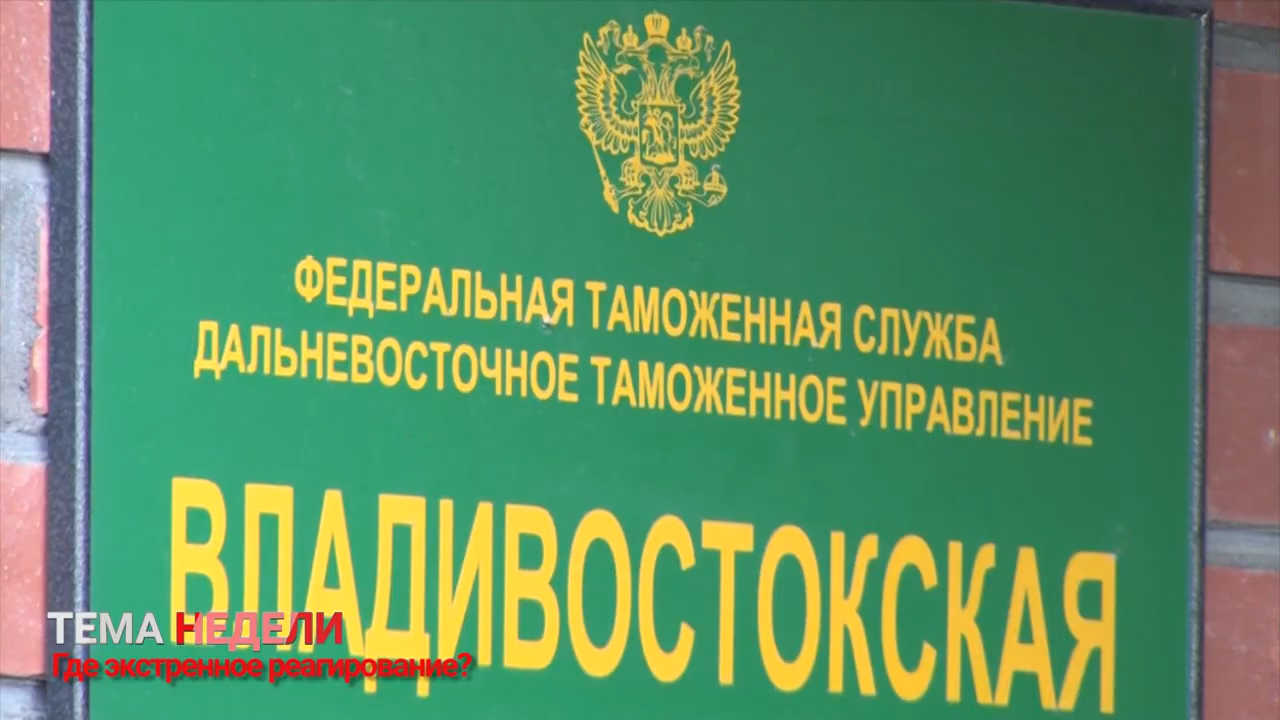 ФЕДЕРАЛЬНАЯ ТАМОЖЕННАЯ СЛУЖБА
ДАЛЬНЕВОСТОЧНОЕ ТАМОЖЕННОЕ УПРАВЛЕНИЕ
ВЛАДИВОСТОКСКАЯ
ТЕМА НЕДЕЛИ
Где экстренное реагирование?